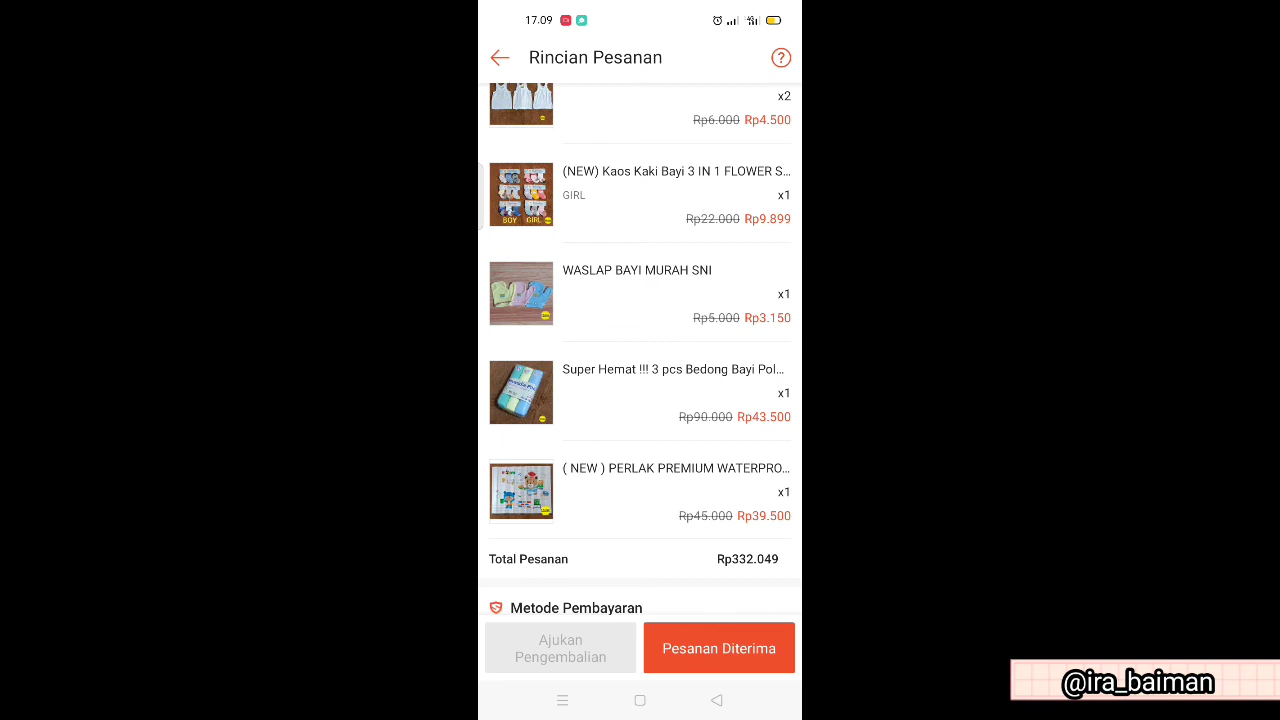 17.09
Rincian Pesanan
x2
Rp6.000 Rp4.500
(NEW) Kaos Kaki Bayi 3 IN 1 FLOWER S...
GIRL
x1
Rp22.000 Rp9.899
BOY GIRL
WASLAP BAYI MURAH SNI
x1
Rp5.000 Rp3.150
Super Hemat !!! 3 pcs Bedong Bayi Pol...
x1
Rp90.000 Rp43.500
( NEW ) PERLAK PREMIUM WATERPRO...
x1
Rp45.000 Rp39.500
Total Pesanan
Rp332.049
Metode Pembayaran
Ajukan
Pengembalian
Pesanan Diterima
@ira_baiman